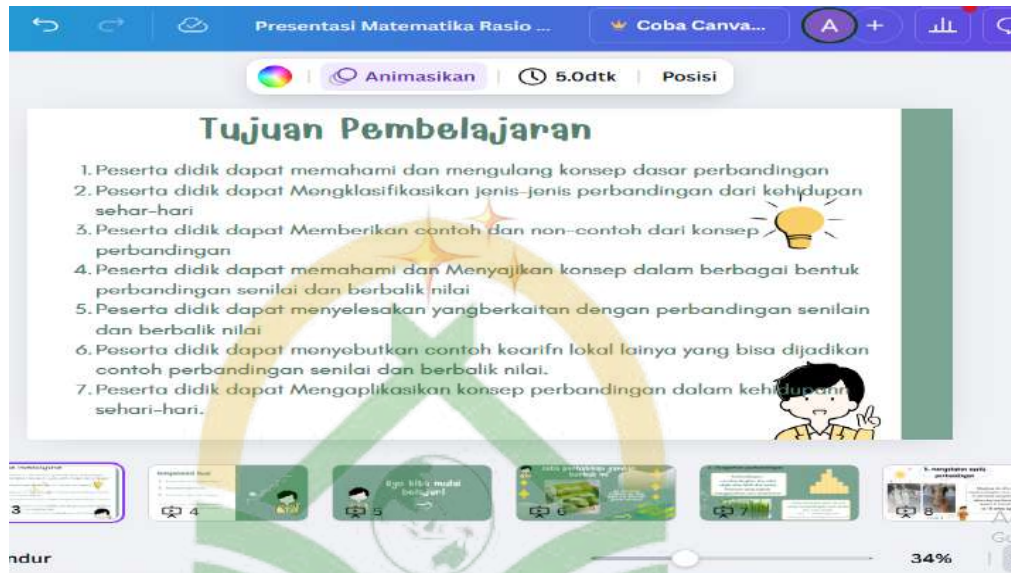 Presentasi Matematika Rasio ...
Coba Canva...
A
+
Animasikan
5.0dtk
Posisi
Tujuan Pembelajaran
1. Peserta didik dapat memahami dan mengulang konsep dasar perbandingan
2. Peserta didik dapat Mengklasifikasikan jenis-jenis perbandingan dari kehidupan
sehar-hari
3. Peserta didik dapat Memberikan contoh dan non-contoh dari konsep
perbandingan
4. Peserta didik dapat memahami dan Menyajikan konsep dalam berbagai bentuk
perbandingan senilai dan berbalik nilai
5. Peserta didik dapat menyelesakan yangberkaitan dengan perbandingan senilain
dan berbalik nilai
6. Peserta didik dapat menyebutkan contoh kearifn lokal lainya yang bisa dijadikan
contoh perbandingan senilai dan berbalik nilai.
7. Peserta didik dapat Mengaplikasikan konsep perbandingan dalam kehidupann
sehari-hari.
3
4
Ayo kita mulai
belajar!
5
6
7
8
ndur
34%